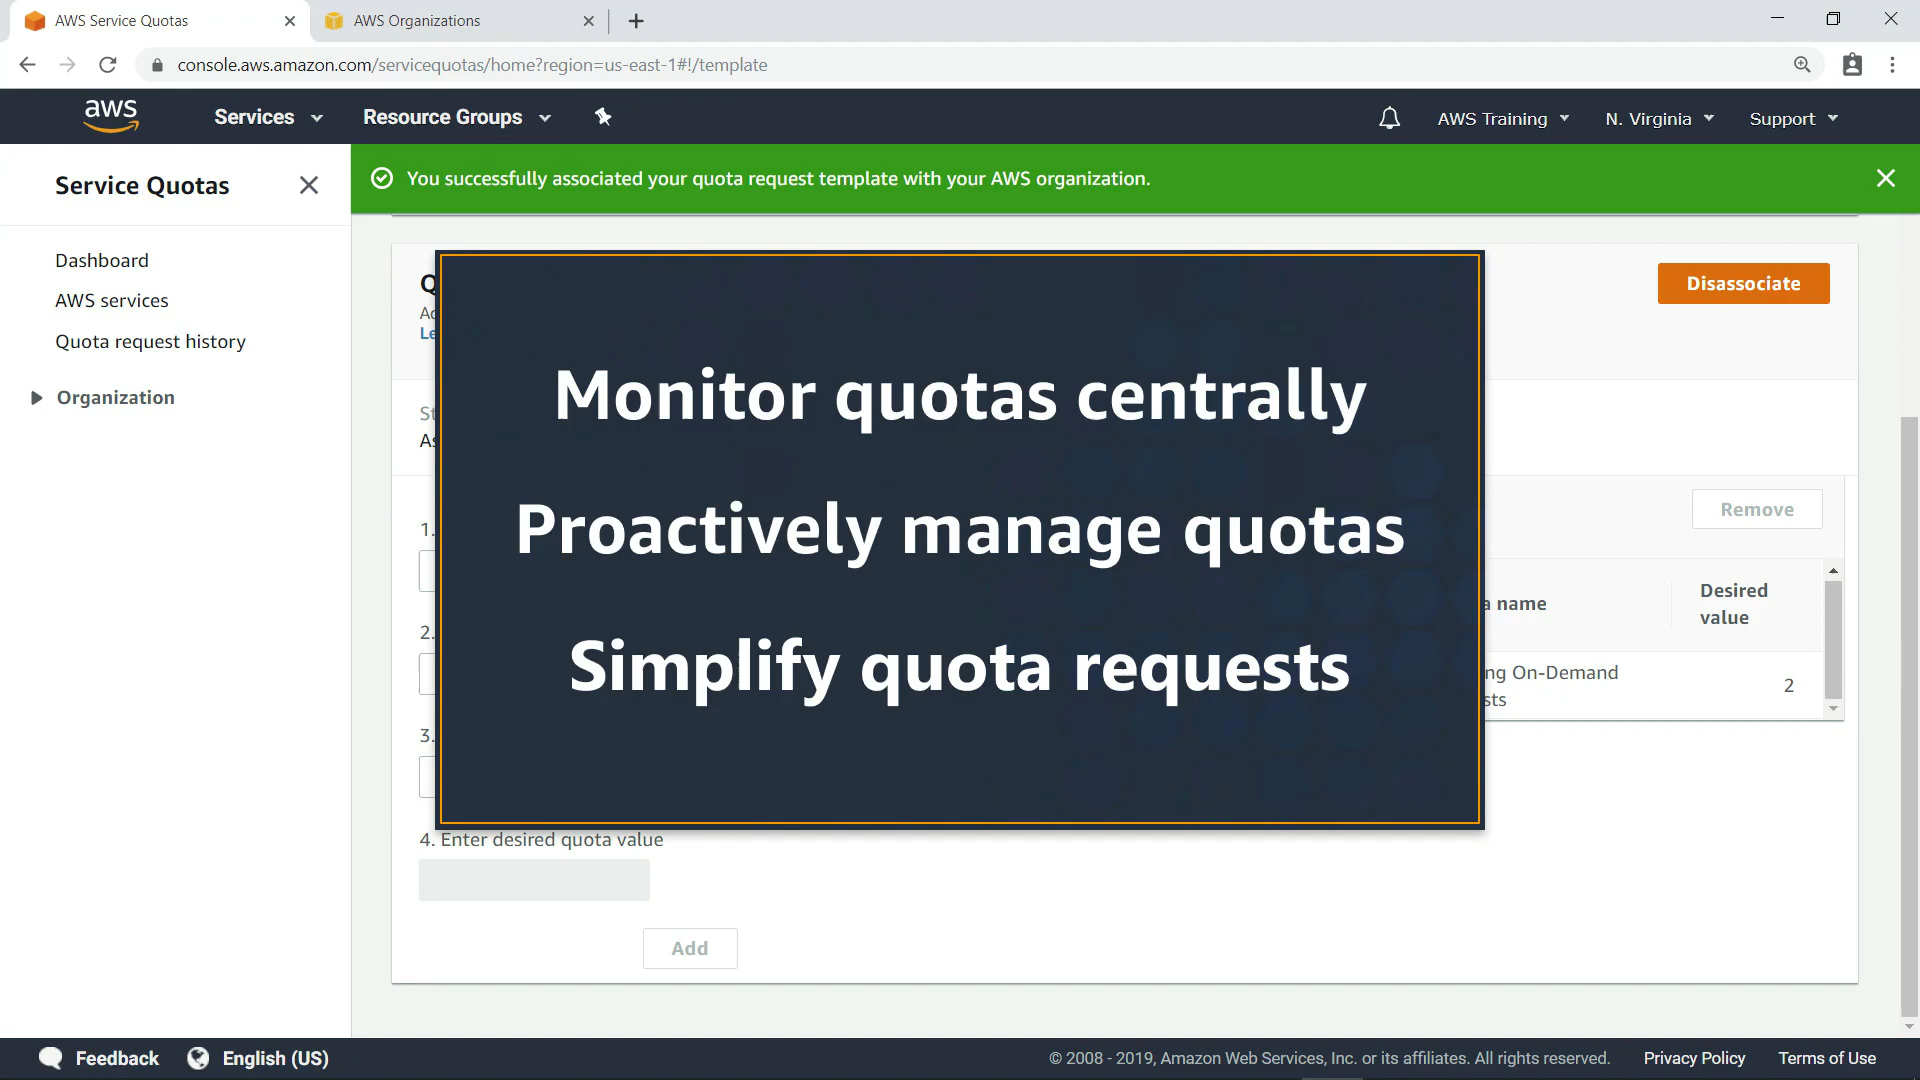 AWS Service Quotas
AWS Organizations
console.aws.amazon.com/servicequotas/home?region=us-east-1#!/template
aws
Services
Resource Groups
AWS Training
N. Virginia
Support
Service Quotas
You successfully associated your quota request template with your AWS organization.
Dashboard
AWS services
Quota request history
Organization
Disassociate
Monitor quotas centrally
Proactively manage quotas
Simplify quota requests
1.
Remove
name
Desired
value
2.
On-Demand
2
3.
4. Enter desired quota value
Add
Feedback
English (US)
© 2008 - 2019, Amazon Web Services, Inc. or its affiliates. All rights reserved.
Privacy Policy
Terms of Use